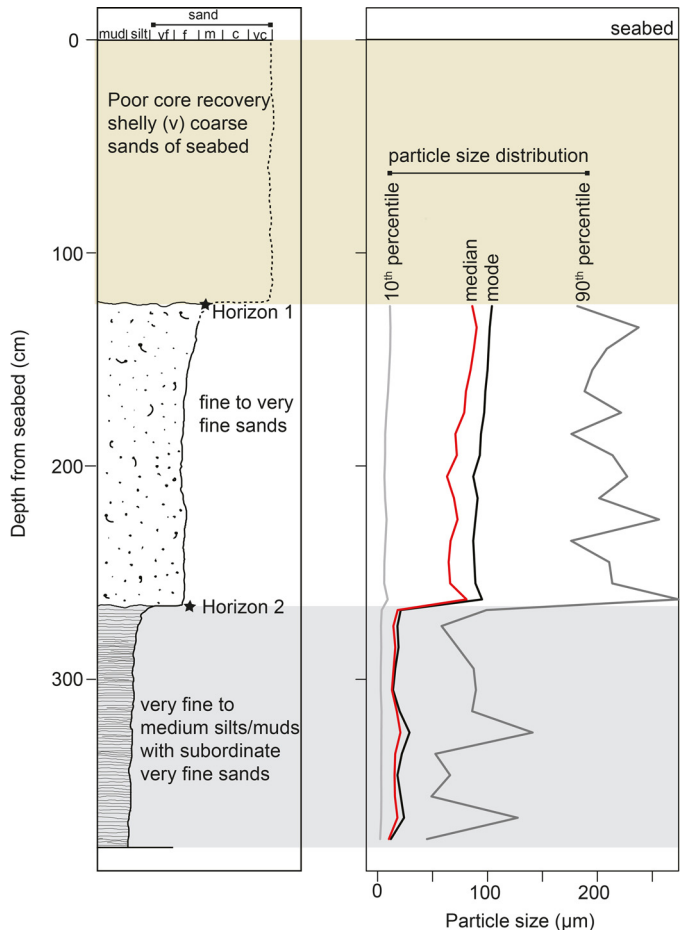 sand
mud silt vf f m c vc
seabed
0
Poor core recovery
shelly (v) coarse
sands of seabed
particle size distribution
10th percentile
median
mode
90th percentile
100
Horizon 1
fine to very
fine sands
200
Horizon 2
300
very fine to
medium silts/muds
with subordinate
very fine sands
Depth from seabed (cm)
0 100 200
Particle size (µm)